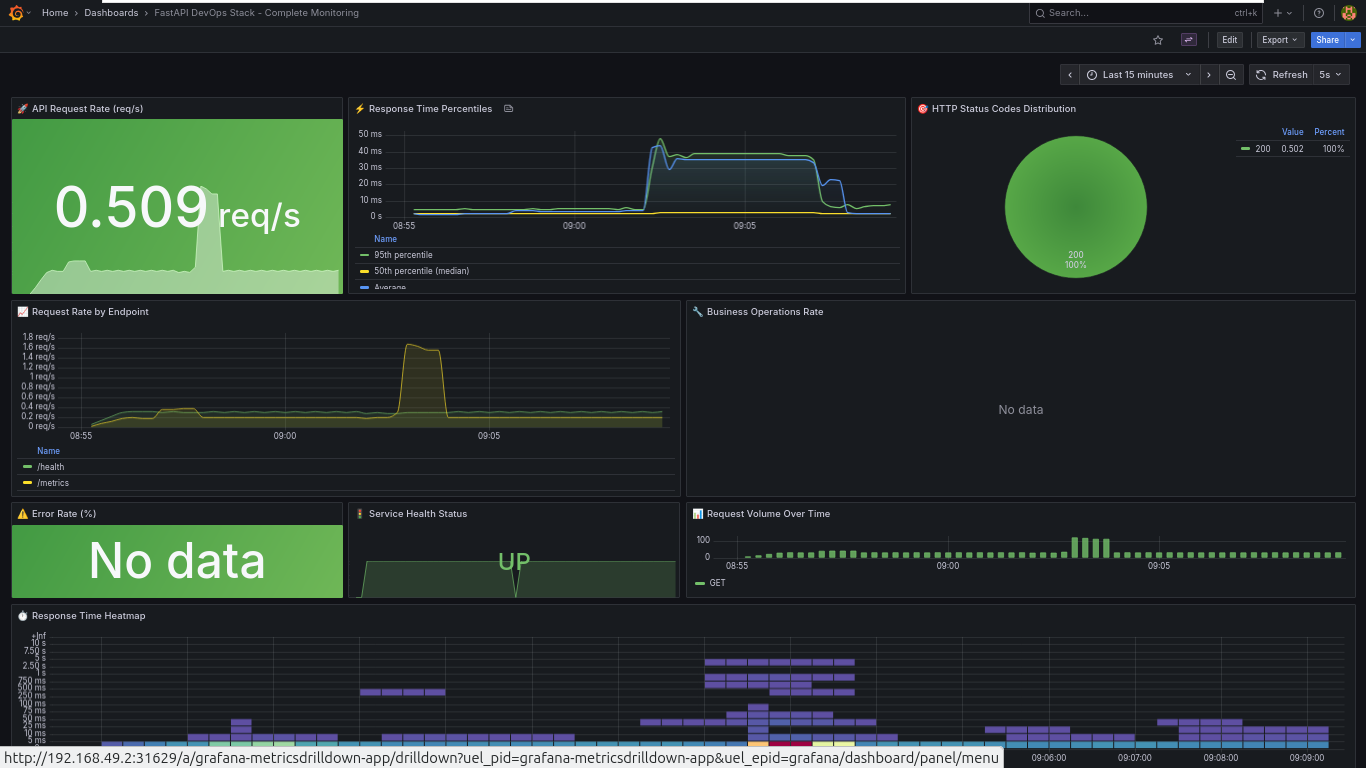 Home › Dashboards › FastAPI DevOps Stack - Complete Monitoring
Search... ctrl+k
Edit Export Share
Last 15 minutes Refresh 5s
API Request Rate (req/s)
0.509 req/s
Response Time Percentiles
50 ms
40 ms
30 ms
20 ms
10 ms
0 s
08:55 09:00 09:05
Name
95th percentile
50th percentile (median)
Average
HTTP Status Codes Distribution
Value Percent
200 0.502 100%
200
100%
Request Rate by Endpoint
1.8 req/s
1.6 req/s
1.4 req/s
1.2 req/s
1 req/s
0.8 req/s
0.6 req/s
0.4 req/s
0.2 req/s
0 req/s
08:55 09:00 09:05
Name
/health
/metrics
Business Operations Rate
No data
Error Rate (%)
No data
Service Health Status
UP
Request Volume Over Time
100
0
08:55 09:00 09:05
GET
Response Time Heatmap
+Inf
10 s
7.50 s
5 s
2.50 s
1 s
750 ms
500 ms
250 ms
100 ms
75 ms
50 ms
25 ms
10 ms
5 ms
09:06:00 09:07:00 09:08:00 09:09:00
http://192.168.49.2:31629/a/grafana-metricsdrilldown-app/drilldown?uel_pid=grafana-metricsdrilldown-app&uel_epid=grafana/dashboard/panel/menu